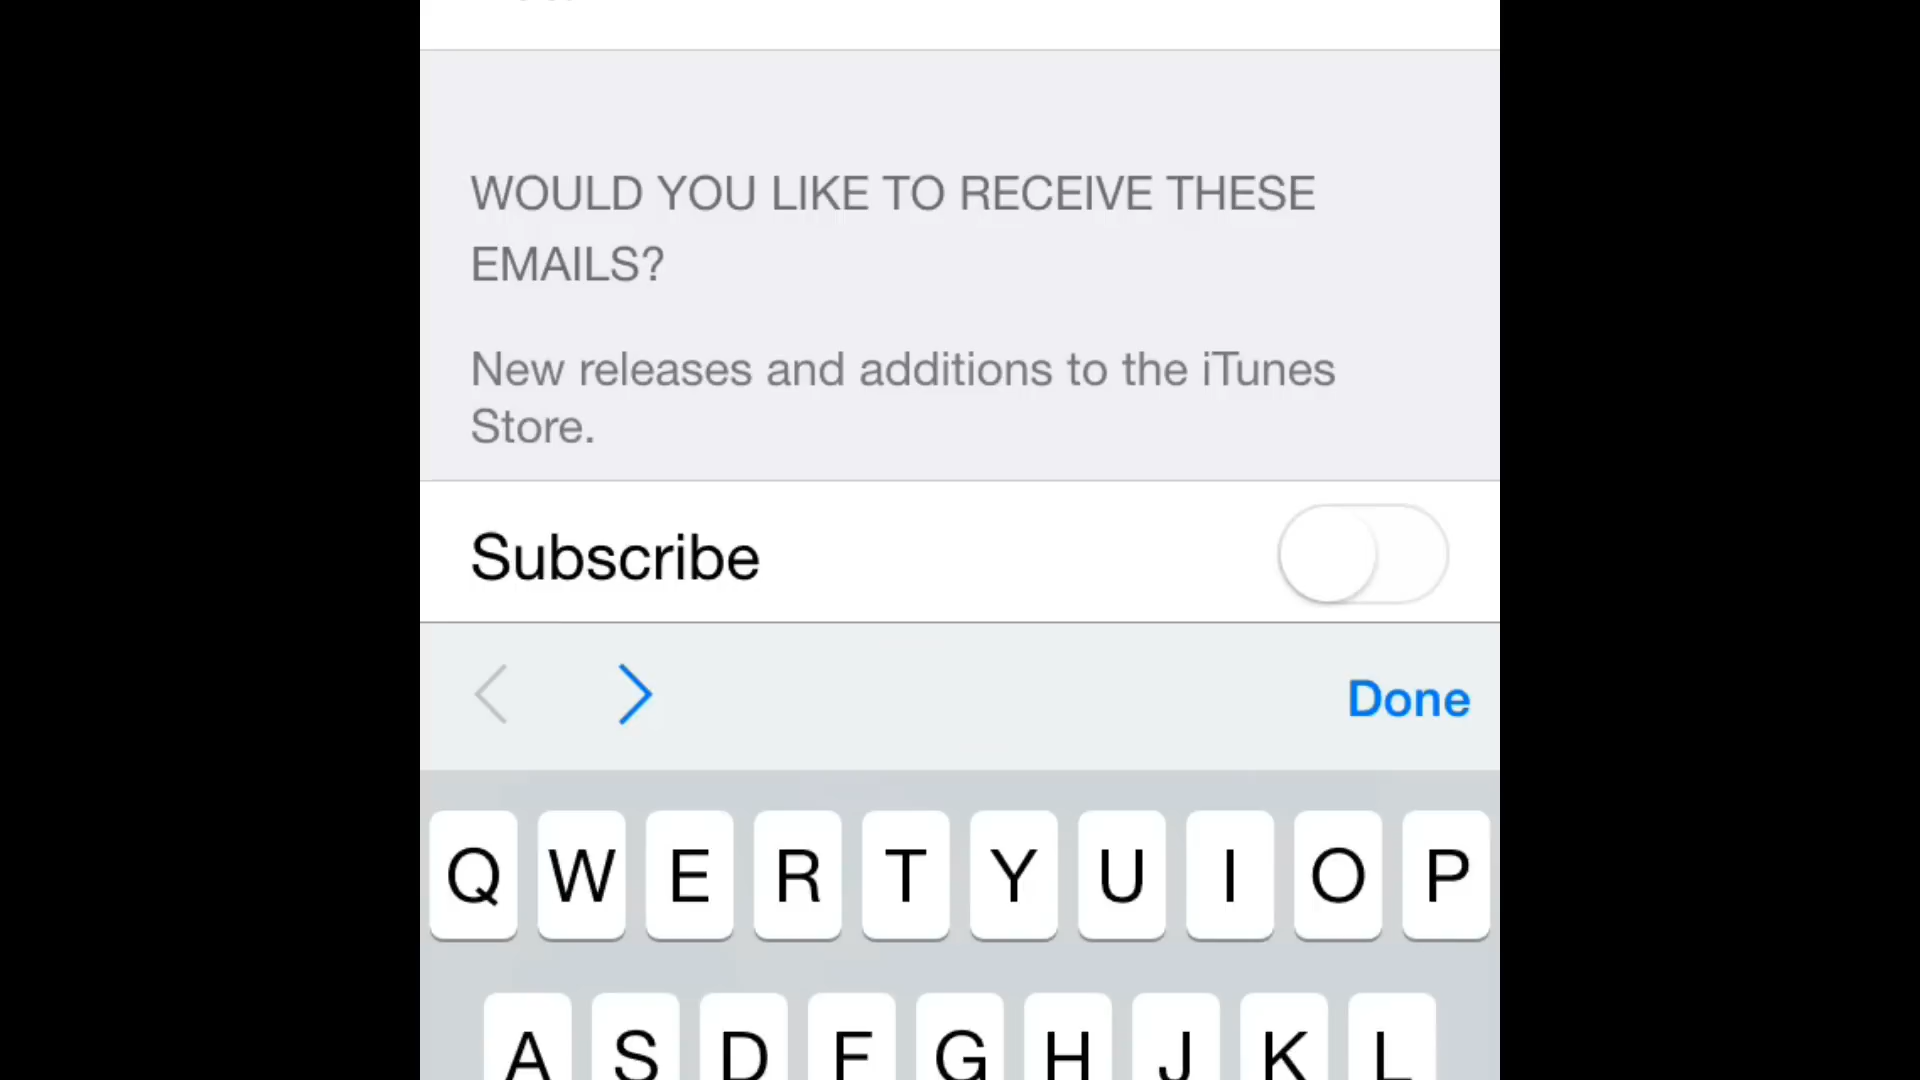 WOULD YOU LIKE TO RECEIVE THESE
EMAILS?
New releases and additions to the iTunes
Store.
Subscribe
Done
Q W E R T Y U I O P
A S D F G H J K L